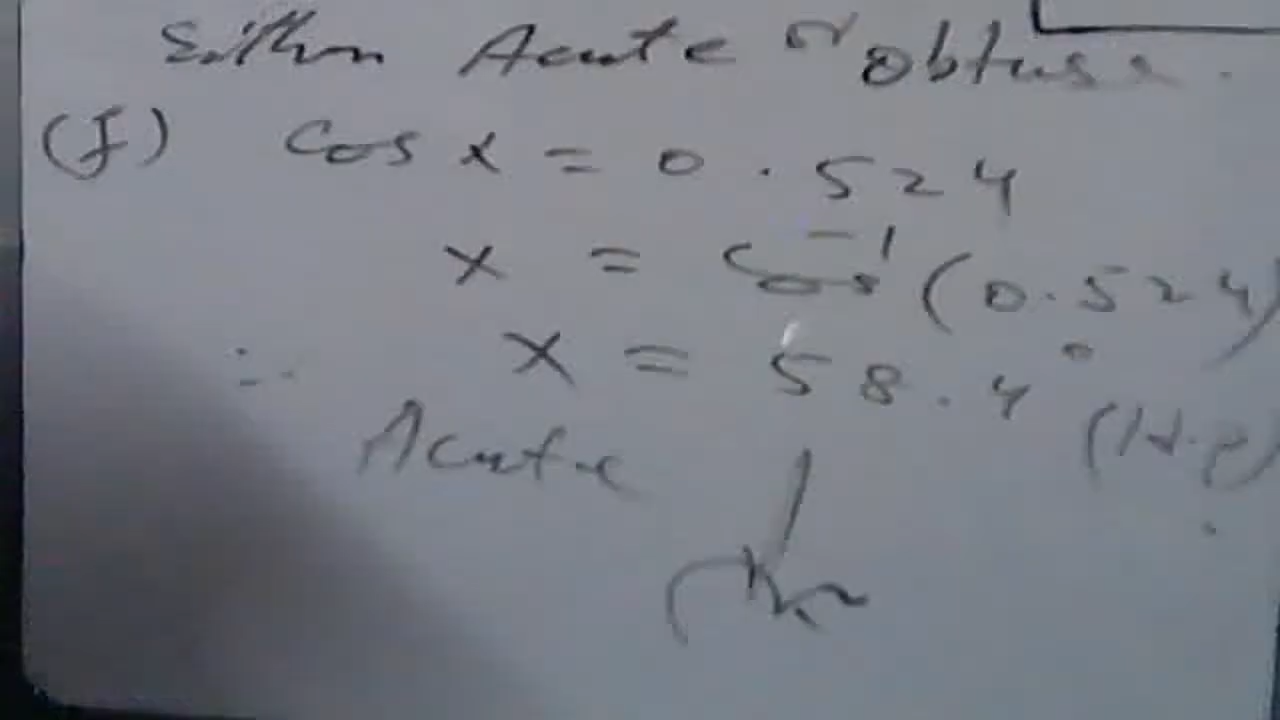 Either Acute or obtuse.
(f) Cos x = 0.524
x = Cos⁻¹(0.524)
∴ x = 58.4° (1d.p)
Acute